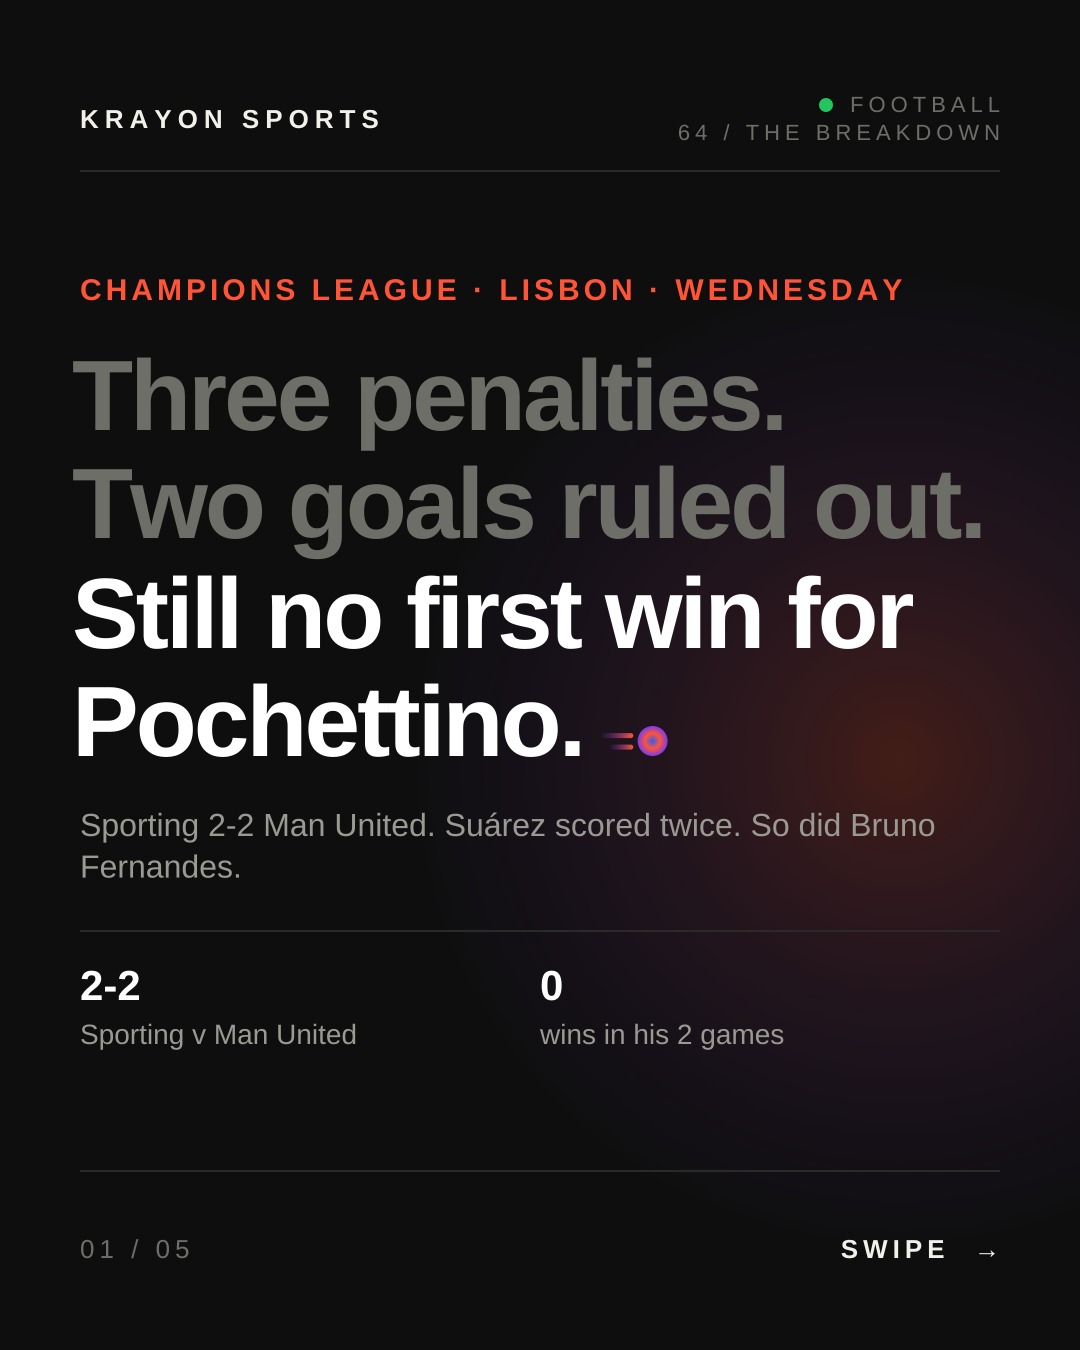 KRAYON SPORTS
FOOTBALL
64 / THE BREAKDOWN
CHAMPIONS LEAGUE · LISBON · WEDNESDAY
Three penalties.
Two goals ruled out.
Still no first win for
Pochettino.
Sporting 2-2 Man United. Suárez scored twice. So did Bruno
Fernandes.
2-2
Sporting v Man United
0
wins in his 2 games
01 / 05
SWIPE →